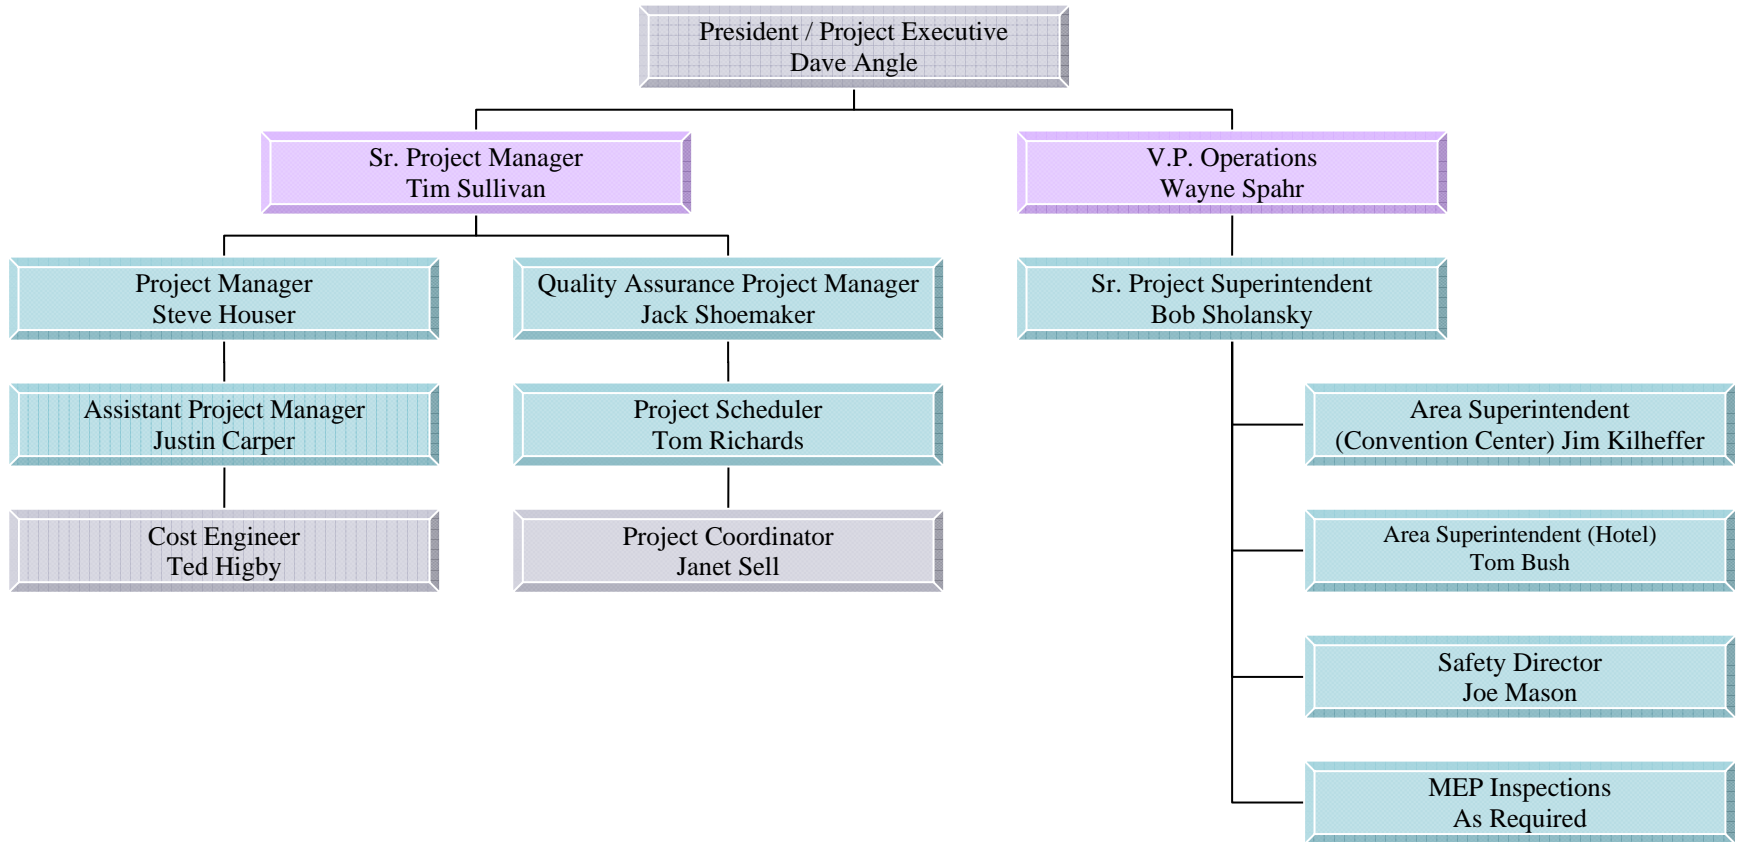 President / Project Executive
Dave Angle
Sr. Project Manager
Tim Sullivan
V.P. Operations
Wayne Spahr
Project Manager
Steve Houser
Quality Assurance Project Manager
Jack Shoemaker
Sr. Project Superintendent
Bob Sholansky
Assistant Project Manager
Justin Carper
Project Scheduler
Tom Richards
Area Superintendent
(Convention Center) Jim Kilheffer
Cost Engineer
Ted Higby
Project Coordinator
Janet Sell
Area Superintendent (Hotel)
Tom Bush
Safety Director
Joe Mason
MEP Inspections
As Required